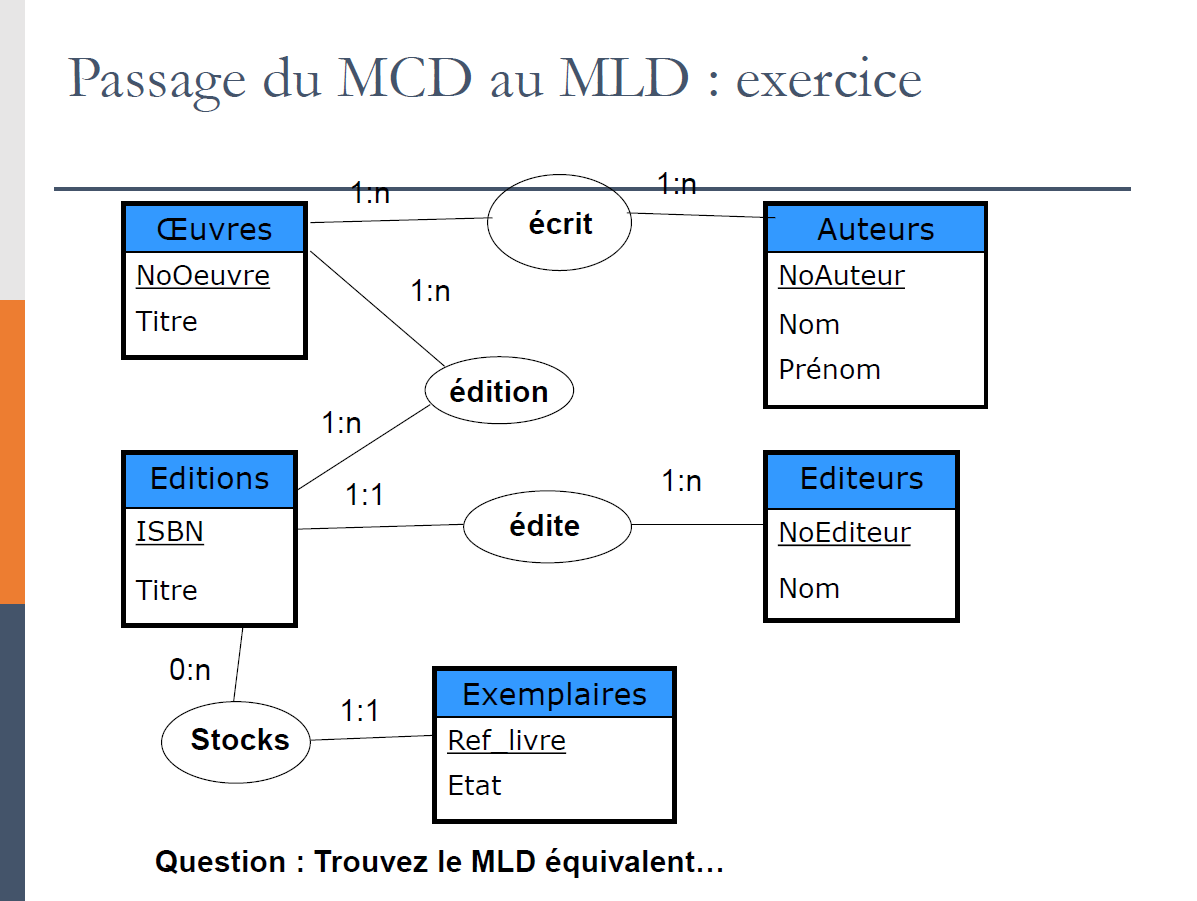 Passage du MCD au MLD : exercice
1:n
1:n
Œuvres
écrit
Auteurs
NoOeuvre
Titre
NoAuteur
Nom
Prénom
1:n
édition
1:n
Editions
1:1
1:n
Editeurs
ISBN
Titre
édite
NoEditeur
Nom
0:n
1:1
Exemplaires
Stocks
Ref_livre
Etat
Question : Trouvez le MLD équivalent…